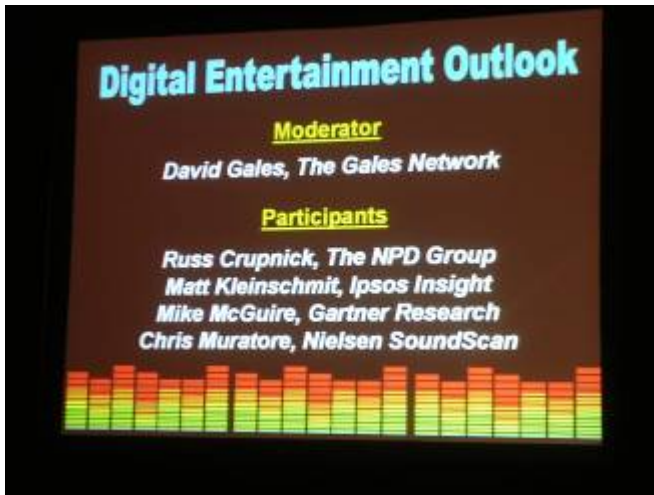 Digital Entertainment Outlook
Moderator
David Gales, The Gales Network
Participants
Russ Crupnick, The NPD Group
Matt Kleinschmit, Ipsos Insight
Mike McGuire, Gartner Research
Chris Muratore, Nielsen SoundScan